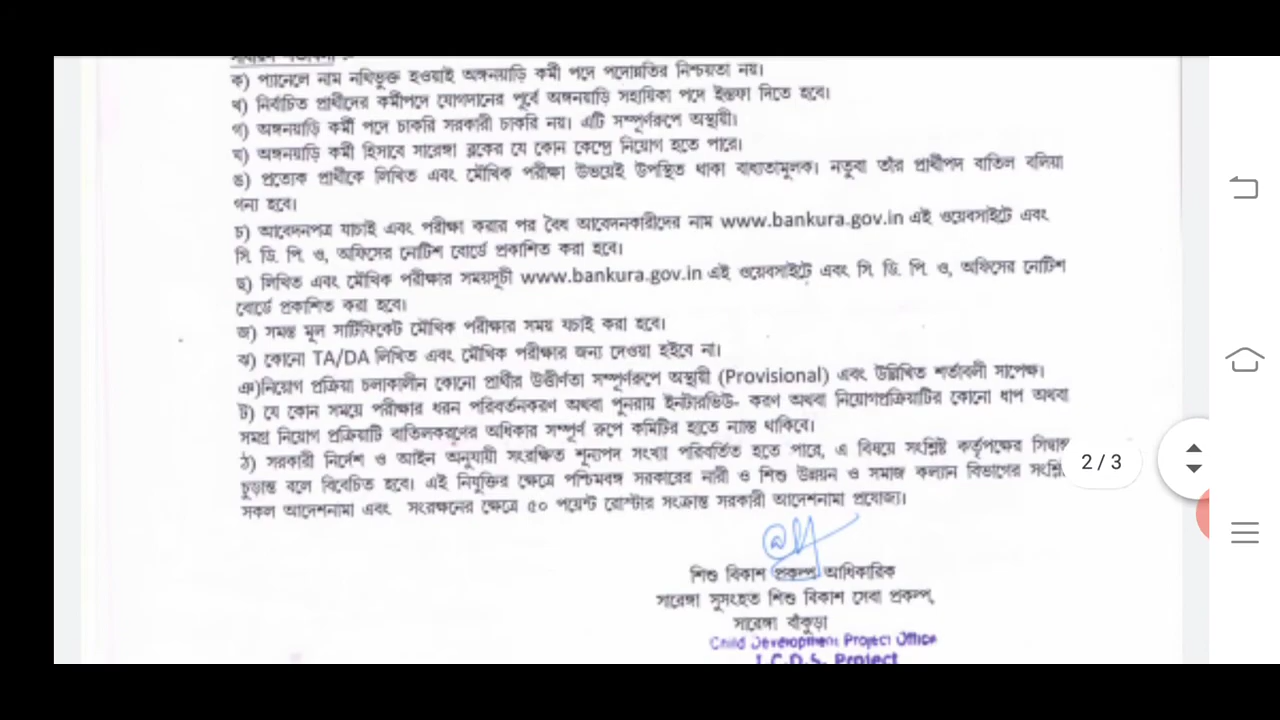 ক) প্যানেলে নাম নথিভুক্ত হওয়াই অঙ্গনয়াড়ি কর্মী পদে পদোন্নতির নিশ্চয়তা নয়।
খ) নির্বাচিত প্রার্থীদের কর্মীপদে যোগদানের পূর্বে অঙ্গনয়াড়ি সহায়িকা পদে ইস্তফা দিতে হবে।
গ) অঙ্গনয়াড়ি কর্মী পদে চাকরি সরকারী চাকরি নয়। এটি সম্পূর্ণরূপে অস্থায়ী।
ঘ) অঙ্গনয়াড়ি কর্মী হিসাবে সারেঙ্গা ব্লকের যে কোন কেন্দ্রে নিয়োগ হতে পারে।
ঙ) প্রত্যেক প্রার্থীকে লিখিত এবং মৌখিক পরীক্ষা উভয়েই উপস্থিত থাকা বাধ্যতামূলক। নতুবা তাঁর প্রার্থীপদ বাতিল বলিয়া
গন্য হবে।
চ) আবেদনপত্র যাচাই এবং পরীক্ষা করার পর বৈধ আবেদনকারীদের নাম www.bankura.gov.in এই ওয়েবসাইটে এবং
সি. ডি. পি. ও, অফিসের নোটিশ বোর্ডে প্রকাশিত করা হবে।
ছ) লিখিত এবং মৌখিক পরীক্ষার সময়সূচী www.bankura.gov.in এই ওয়েবসাইটে এবং সি. ডি. পি. ও, অফিসের নোটিশ
বোর্ডে প্রকাশিত করা হবে।
জ) সমস্ত মূল সার্টিফিকেট মৌখিক পরীক্ষার সময় যচাই করা হবে।
ঝ) কোনো TA/DA লিখিত এবং মৌখিক পরীক্ষার জন্য দেওয়া হইবে না।
ঞ)নিয়োগ প্রক্রিয়া চলাকালীন কোনো প্রার্থীর উত্তীর্ণতা সম্পূর্ণরূপে অস্থায়ী (Provisional) এবং উল্লিখিত শর্তাবলী সাপেক্ষ।
ট) যে কোন সময়ে পরীক্ষার ধরন পরিবর্তনকরণ অথবা পুনরায় ইন্টারভিউ- করণ অথবা নিয়োগপ্রক্রিয়াটির কোনো ধাপ অথবা
সমগ্র নিয়োগ প্রক্রিয়াটি বাতিলকরণের অধিকার সম্পূর্ণ রুপে কমিটির হাতে ন্যাস্ত থাকিবে।
ঠ) সরকারী নির্দেশ ও আইন অনুযায়ী সংরক্ষিত শূন্যপদ সংখ্যা পরিবর্তিত হতে পারে, এ বিষয়ে সংশ্লিষ্ট কর্তৃপক্ষের
চুড়ান্ত বলে বিবেচিত হবে। এই নিযুক্তির ক্ষেত্রে পশ্চিমবঙ্গ সরকারের নারী ও শিশু উন্নয়ন ও সমাজ কল্যান বিভাগের
সকল আদেশনামা এবং সংরক্ষনের ক্ষেত্রে ৫০ পয়েন্ট রোস্টার সংক্রান্ত সরকারী আদেশনামা প্রযোজ্য।
2 / 3
শিশু বিকাশ প্রকল্প আধিকারিক
সারেঙ্গা সুসংহত শিশু বিকাশ সেবা প্রকল্প,
সারেঙ্গা বাঁকুড়া
Child Development Project Office
I.C.D.S. Project